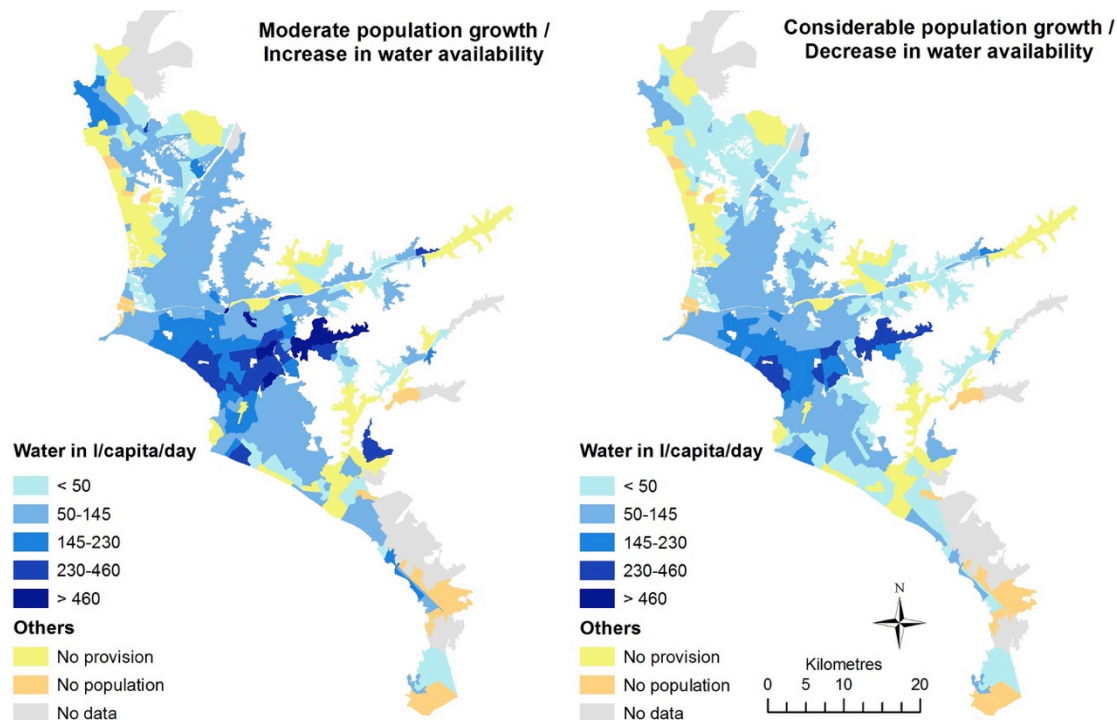 Moderate population growth /
Increase in water availability
Water in l/capita/day
< 50
50-145
145-230
230-460
> 460
Others
No provision
No population
No data
Considerable population growth /
Decrease in water availability
Water in l/capita/day
< 50
50-145
145-230
230-460
> 460
Others
No provision
No population
No data
N
Kilometres
0 5 10 20